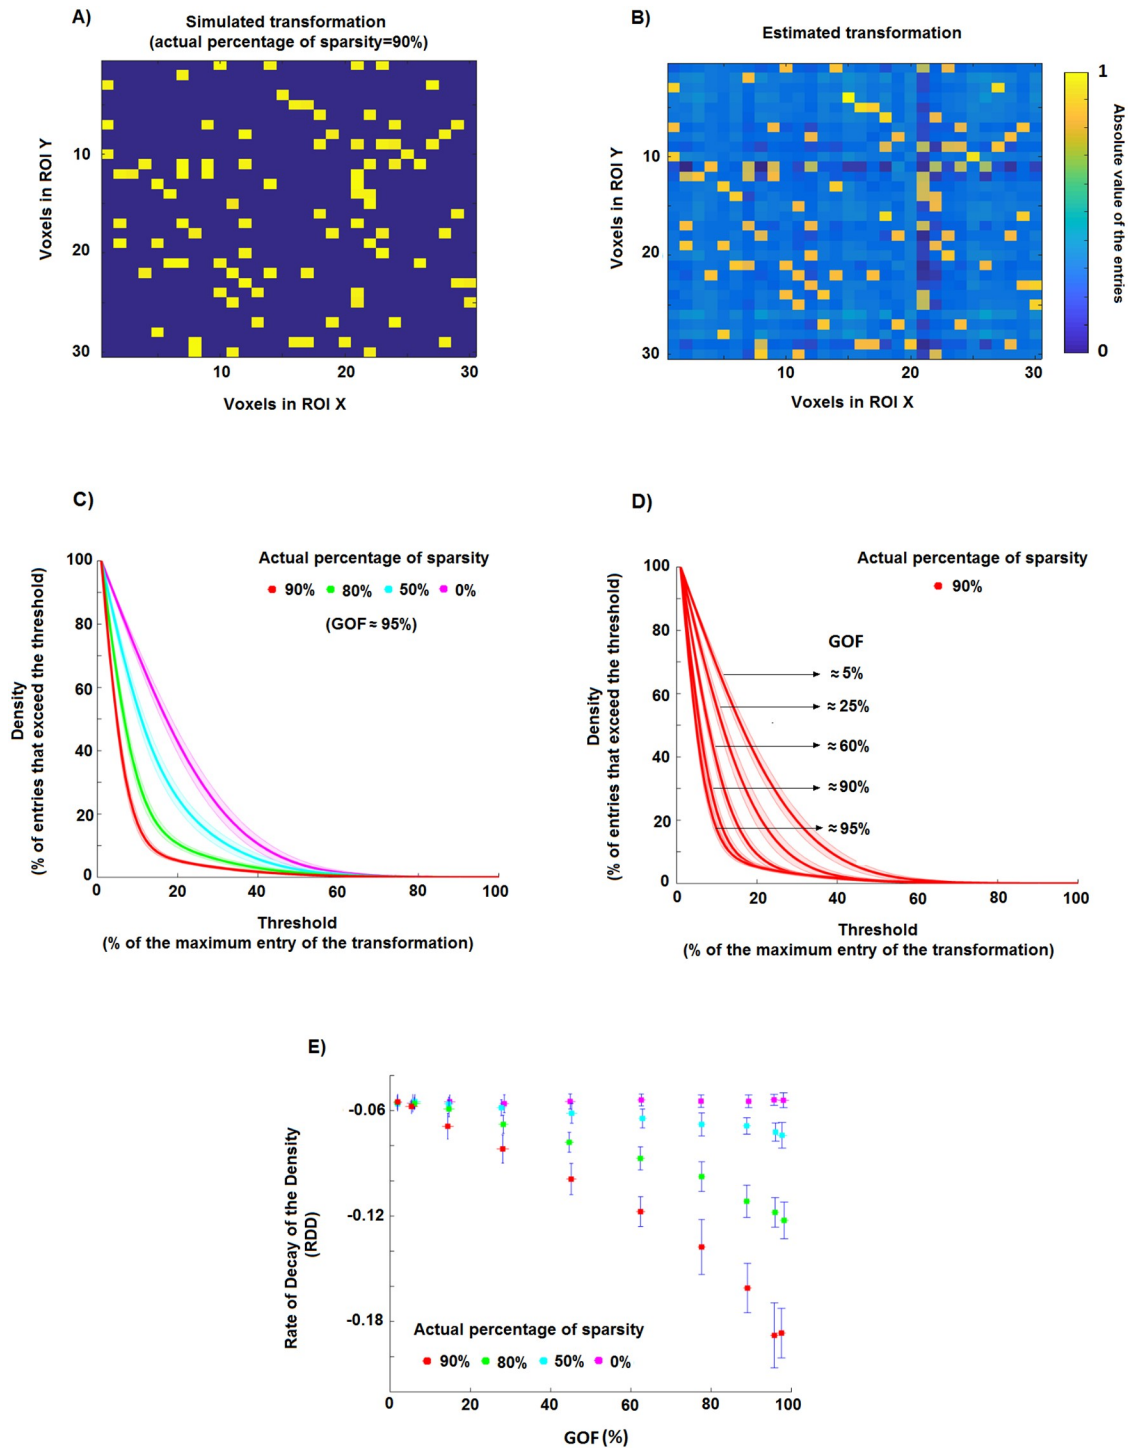 A)
Simulated transformation
(actual percentage of sparsity=90%)
Voxels in ROI Y
10
20
30
10
20
30
Voxels in ROI X
B)
Estimated transformation
Voxels in ROI Y
10
20
30
10
20
30
Voxels in ROI X
1
0
Absolute value of the entries
C)
Density
(% of entries that exceed the threshold)
100
80
60
40
20
0
Actual percentage of sparsity
90% 80% 50% 0%
(GOF ≈ 95%)
0 20 40 60 80 100
Threshold
(% of the maximum entry of the transformation)
D)
Density
(% of entries that exceed the threshold)
100
80
60
40
20
0
Actual percentage of sparsity
90%
GOF
≈ 5%
≈ 25%
≈ 60%
≈ 90%
≈ 95%
0 20 40 60 80 100
Threshold
(% of the maximum entry of the transformation)
E)
Rate of Decay of the Density
(RDD)
-0.06
-0.12
-0.18
Actual percentage of sparsity
90% 80% 50% 0%
0 20 40 60 80 100
GOF (%)